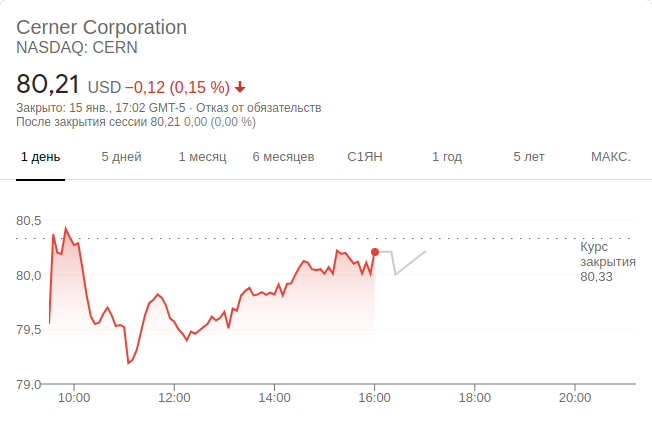 Cerner Corporation
NASDAQ: CERN
80,21 USD −0,12 (0,15 %)
Закрыто: 15 янв., 17:02 GMT-5 · Отказ от обязательств
После закрытия сессии 80,21 0,00 (0,00 %)
1 день 5 дней 1 месяц 6 месяцев С1ЯН 1 год 5 лет МАКС.
80,5
Курс
закрытия
80,33
80,0
79,5
79,0
10:00 12:00 14:00 16:00 18:00 20:00